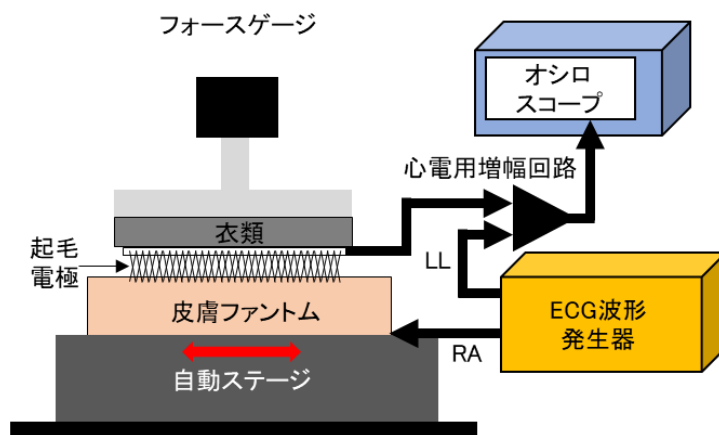 フォースゲージ
オシロ
スコープ
心電用増幅回路
衣類
起毛
電極
LL
皮膚ファントム
ECG波形
発生器
RA
自動ステージ